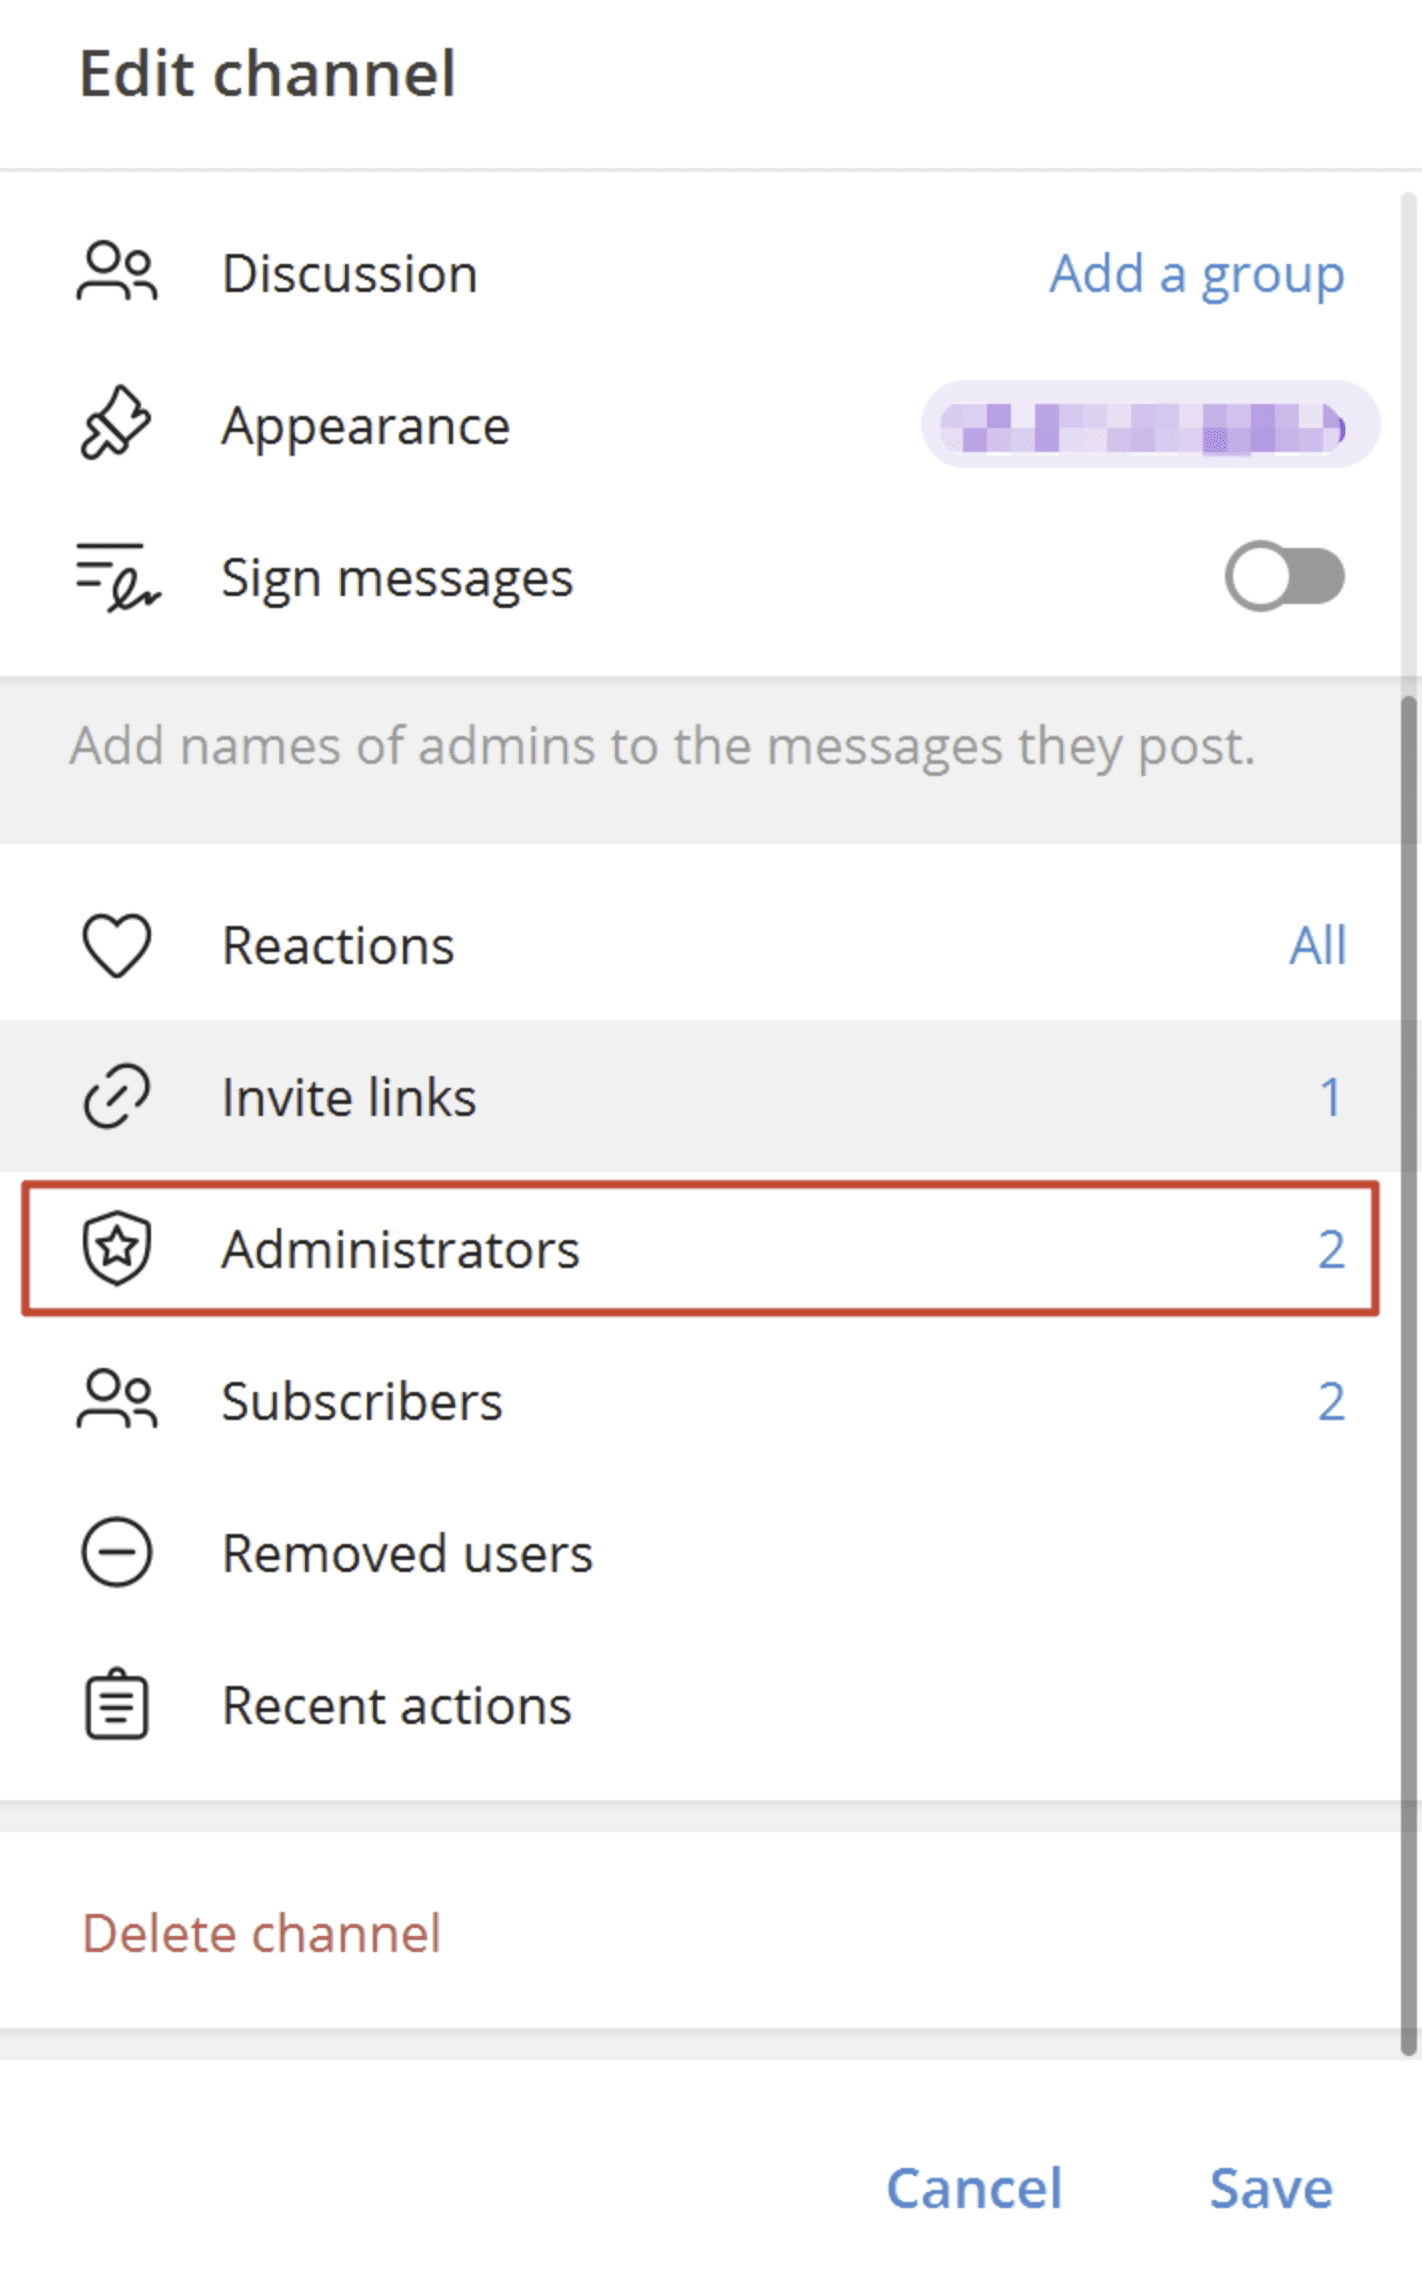 Edit channel
Discussion Add a group
Appearance
Sign messages
Add names of admins to the messages they post.
Reactions All
Invite links 1
Administrators 2
Subscribers 2
Removed users
Recent actions
Delete channel
Cancel Save